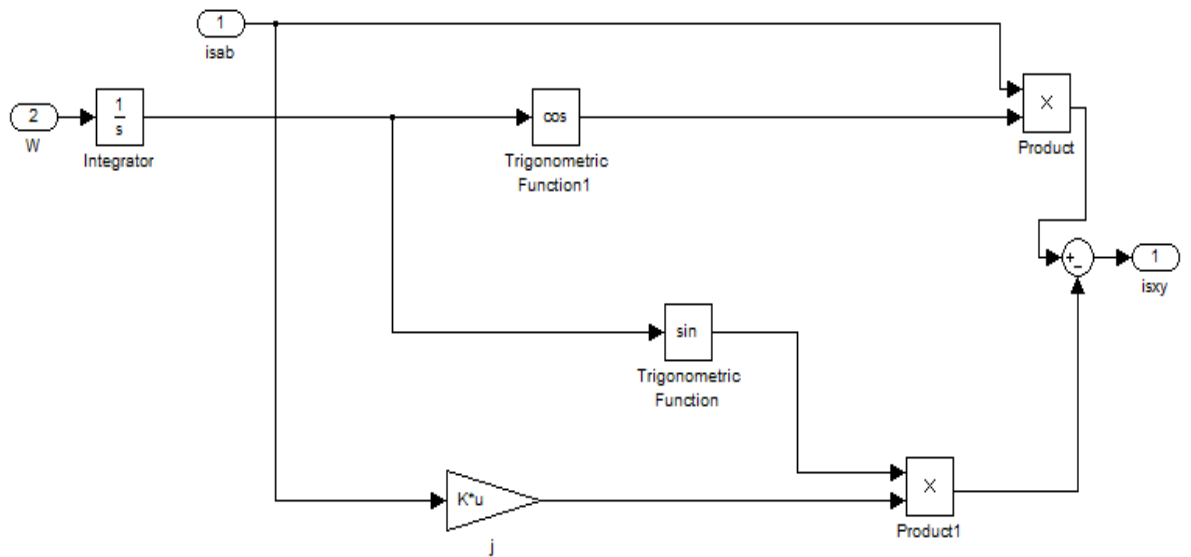 1
isab
2
W
1
s
Integrator
cos
Trigonometric
Function1
X
Product
+
−
1
isxy
sin
Trigonometric
Function
K*u
j
X
Product1